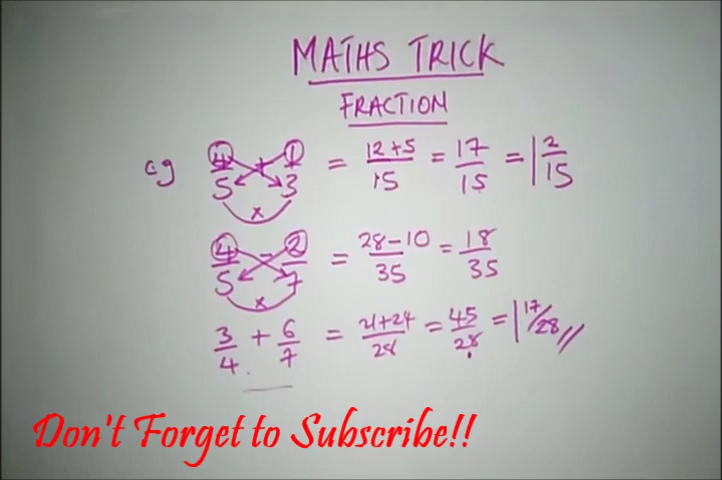 MATHS TRICK
FRACTION
eg 4/5 + 1/3 = 12+5/15 = 17/15 = 1 2/15
×
4/5 - 2/7 = 28-10/35 = 18/35
×
3/4 + 6/7 = 21+24/28 = 45/28 = 1 17/28 //
Don't Forget to Subscribe!!